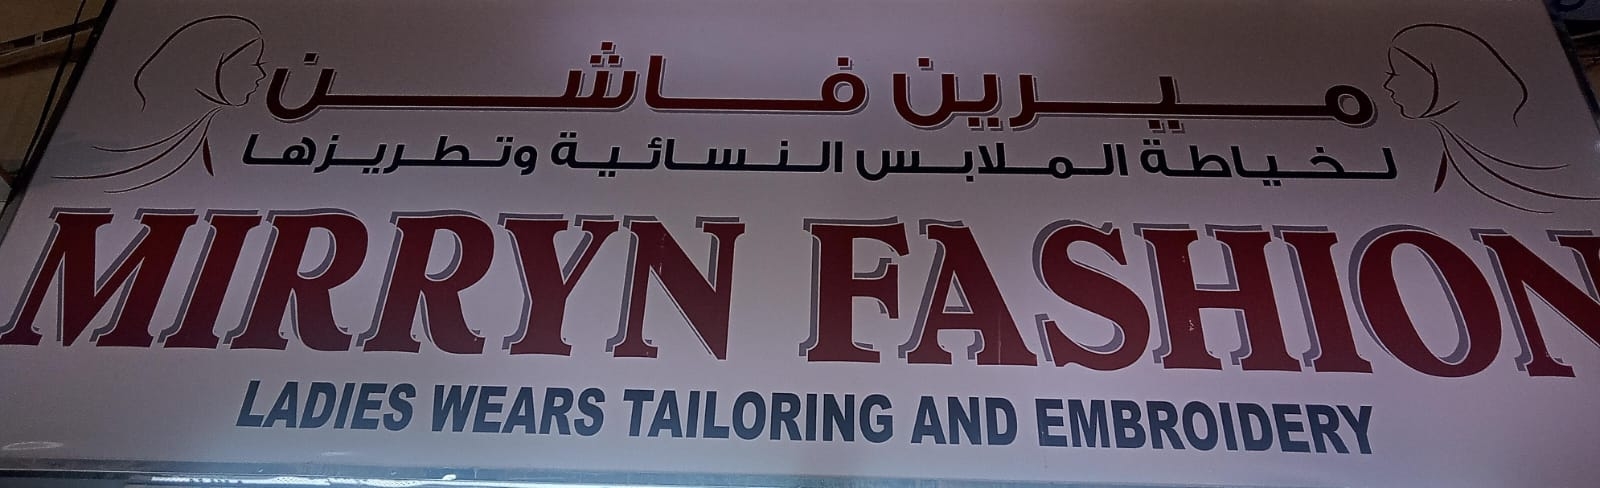 ميرين فاشن
لخياطة الملابس النسائية وتطريزها
MIRRYN FASHION
LADIES WEARS TAILORING AND EMBROIDERY